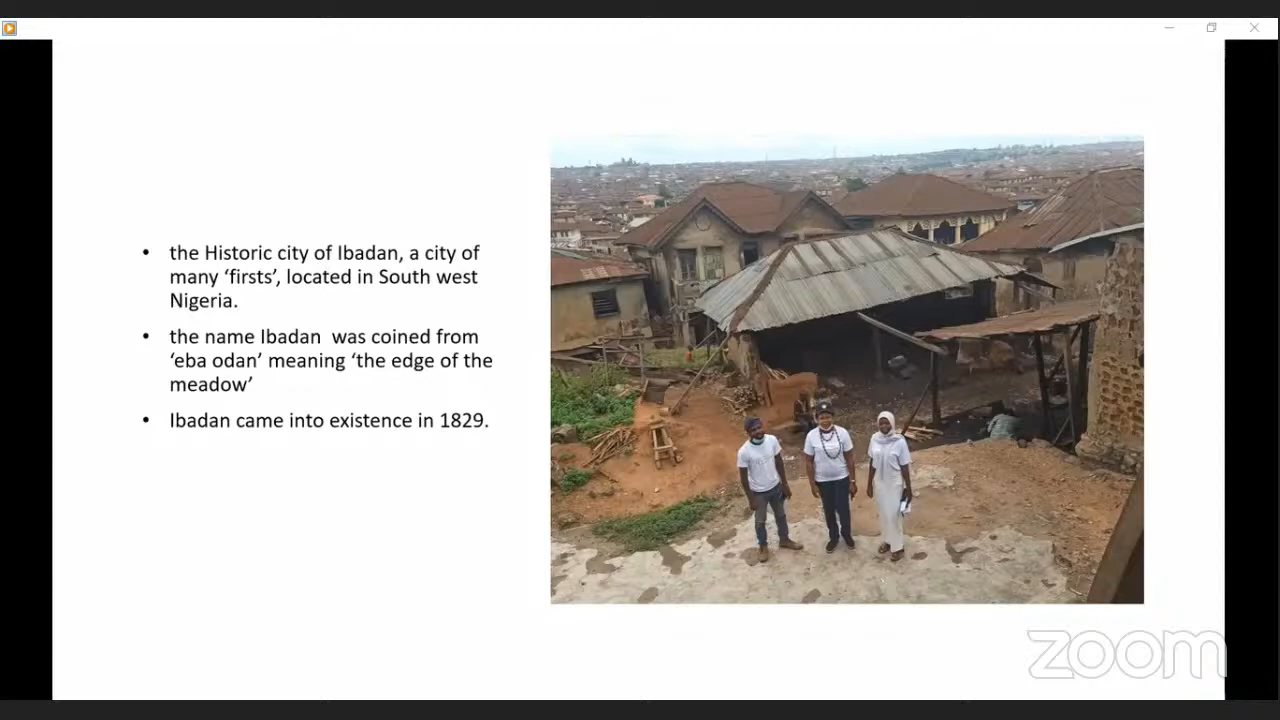 • the Historic city of Ibadan, a city of
many ‘firsts’, located in South west
Nigeria.
• the name Ibadan was coined from
‘eba odan’ meaning ‘the edge of the
meadow’
• Ibadan came into existence in 1829.
zoom